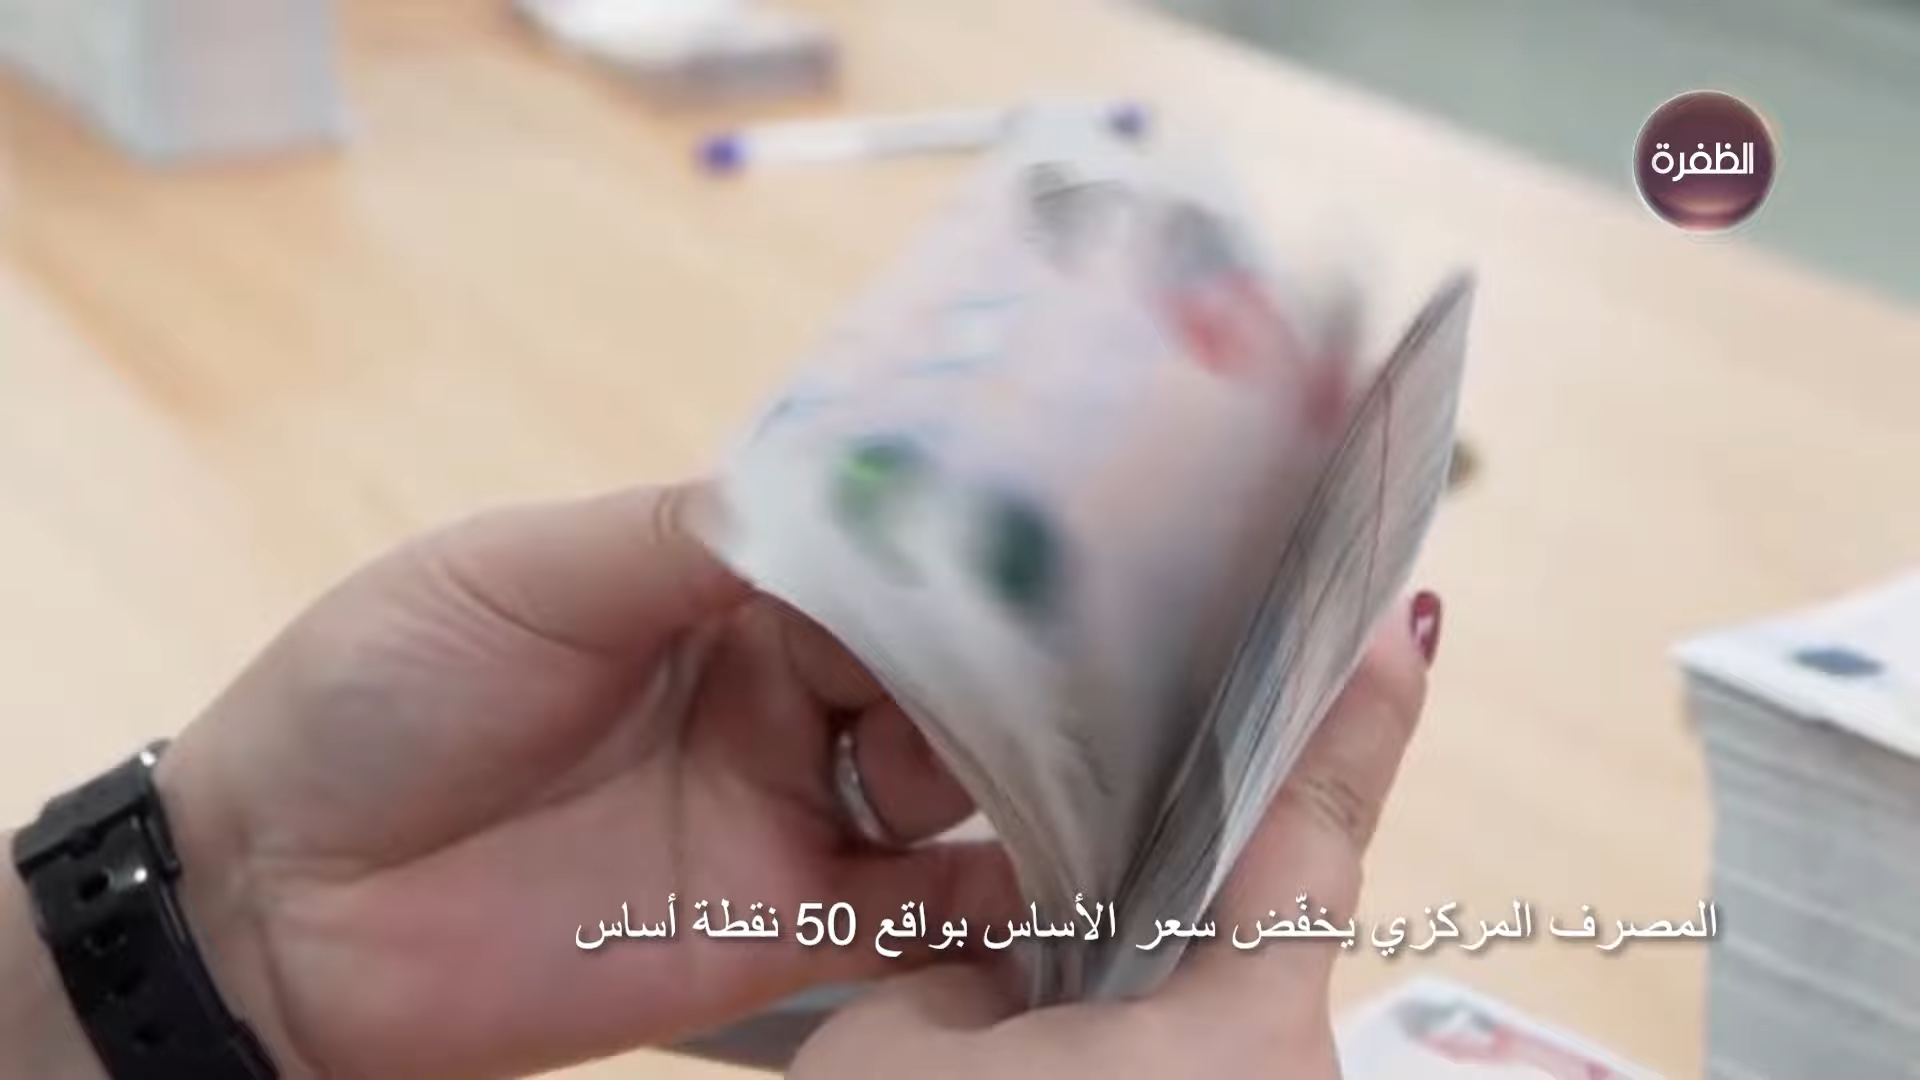 الظفرة
المصرف المركزي يخفّض سعر الأساس بواقع 50 نقطة أساس